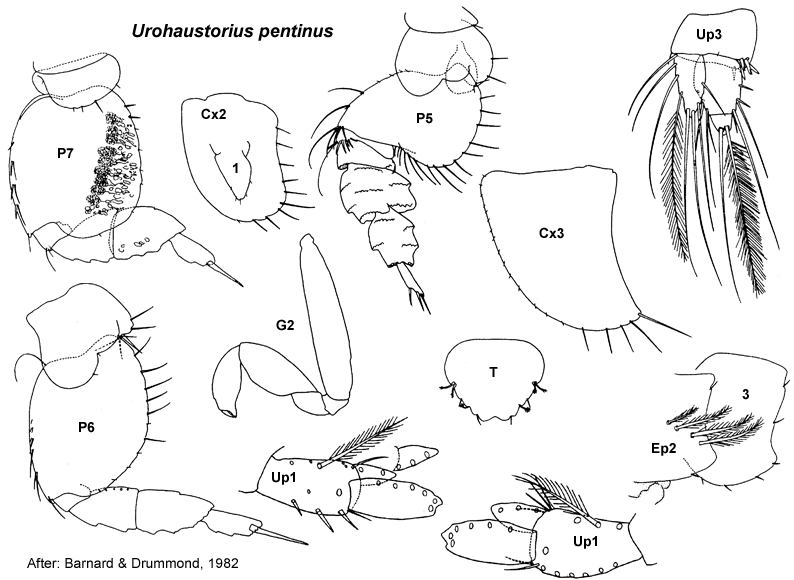 Urohaustorius pentinus
Up3
P7
Cx2
1
P5
Cx3
G2
T
3
P6
Ep2
Up1
Up1
After: Barnard & Drummond, 1982